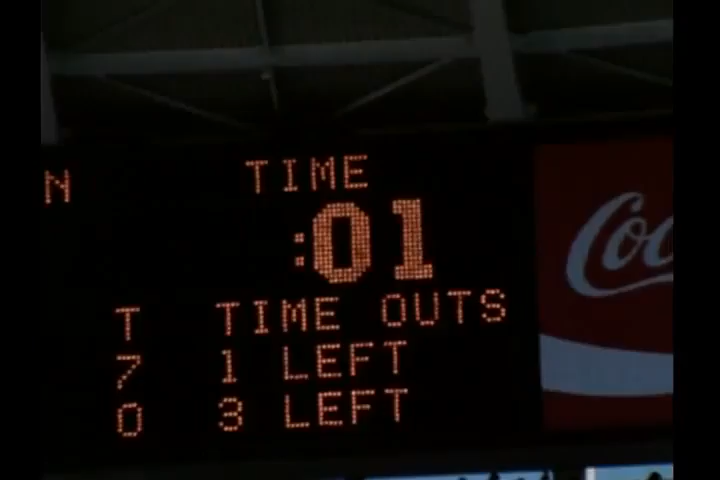 N TIME
:01
T TIME OUTS
7 1 LEFT
0 3 LEFT